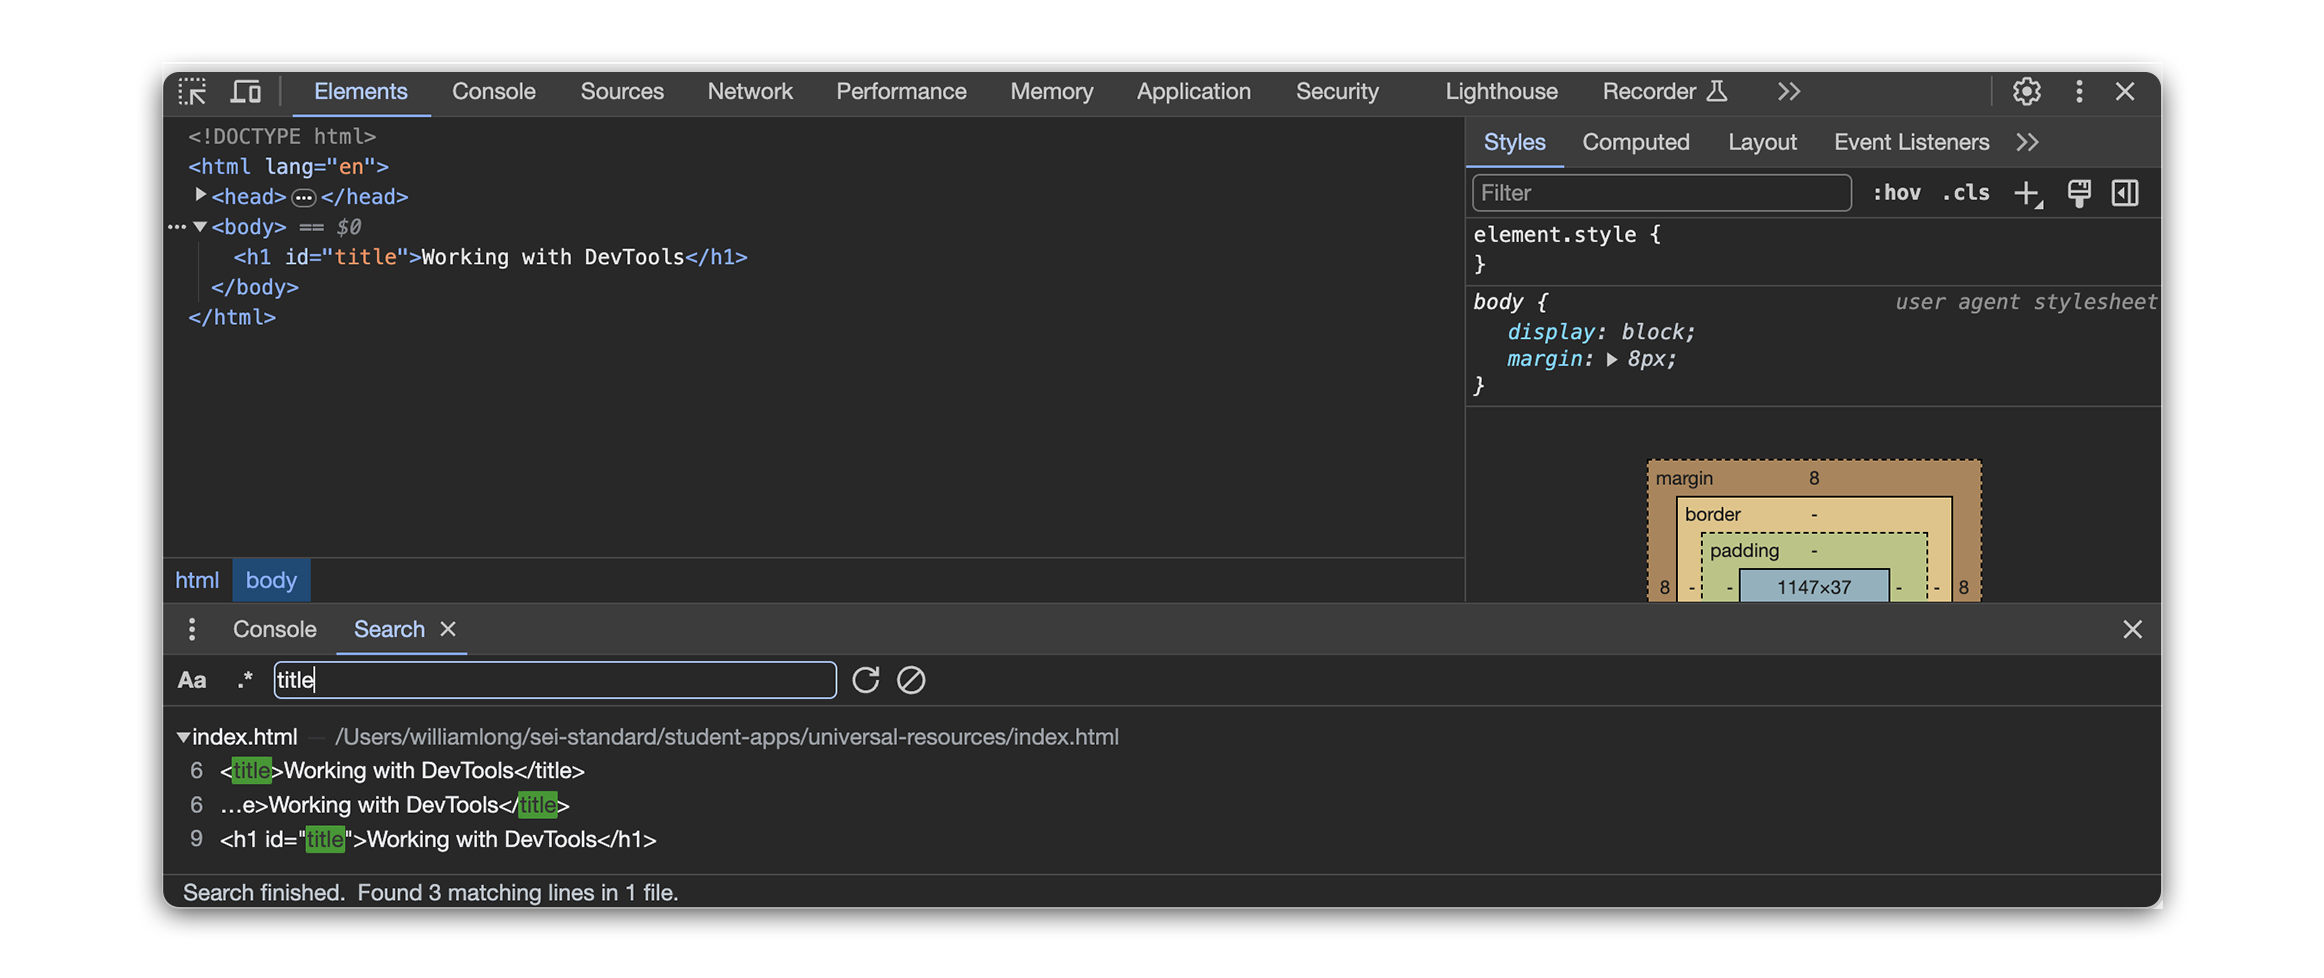 Elements Console Sources Network Performance Memory Application Security Lighthouse Recorder
<!DOCTYPE html>
<html lang="en">
<head> … </head>
… <body> == $0
<h1 id="title">Working with DevTools</h1>
</body>
</html>
html body
Styles Computed Layout Event Listeners
Filter :hov .cls
element.style {
}
body { user agent stylesheet
display: block;
margin: 8px;
}
margin 8
border -
padding -
8 - - 1147×37 - - 8
Console Search
Aa .* title
index.html — /Users/williamlong/sei-standard/student-apps/universal-resources/index.html
6 <title>Working with DevTools</title>
6 …e>Working with DevTools</title>
9 <h1 id="title">Working with DevTools</h1>
Search finished. Found 3 matching lines in 1 file.